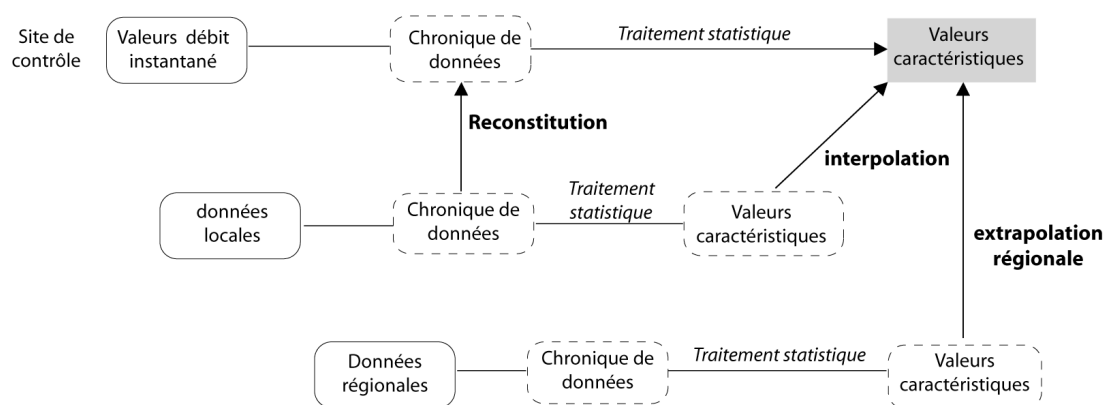 Site de
contrôle
Valeurs débit
instantané
Chronique de
données
Traitement statistique
Valeurs
caractéristiques
Reconstitution
interpolation
données
locales
Chronique de
données
Traitement
statistique
Valeurs
caractéristiques
extrapolation
régionale
Données
régionales
Chronique de
données
Traitement statistique
Valeurs
caractéristiques